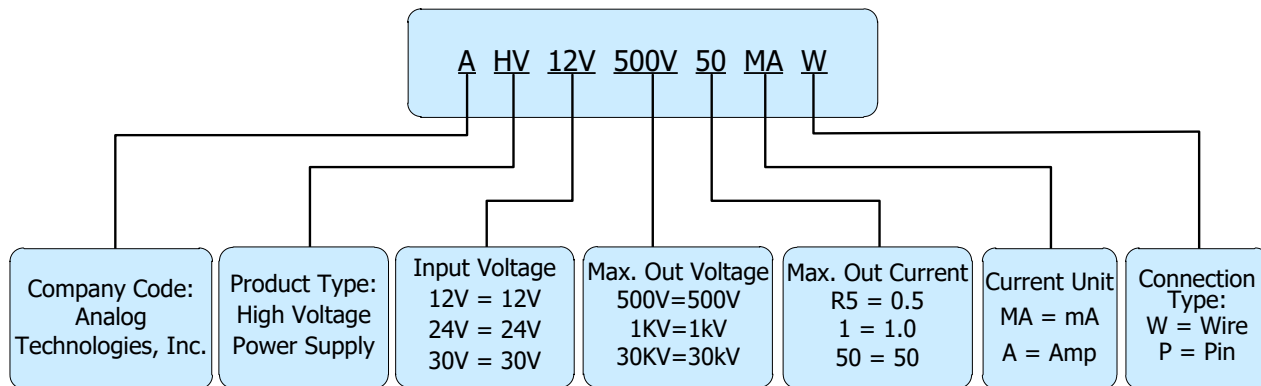 A HV 12V 500V 50 MA W
Company Code:
Analog
Technologies, Inc.
Product Type:
High Voltage
Power Supply
Input Voltage
12V = 12V
24V = 24V
30V = 30V
Max. Out Voltage
500V=500V
1KV=1kV
30KV=30kV
Max. Out Current
R5 = 0.5
1 = 1.0
50 = 50
Current Unit
MA = mA
A = Amp
Connection
Type:
W = Wire
P = Pin